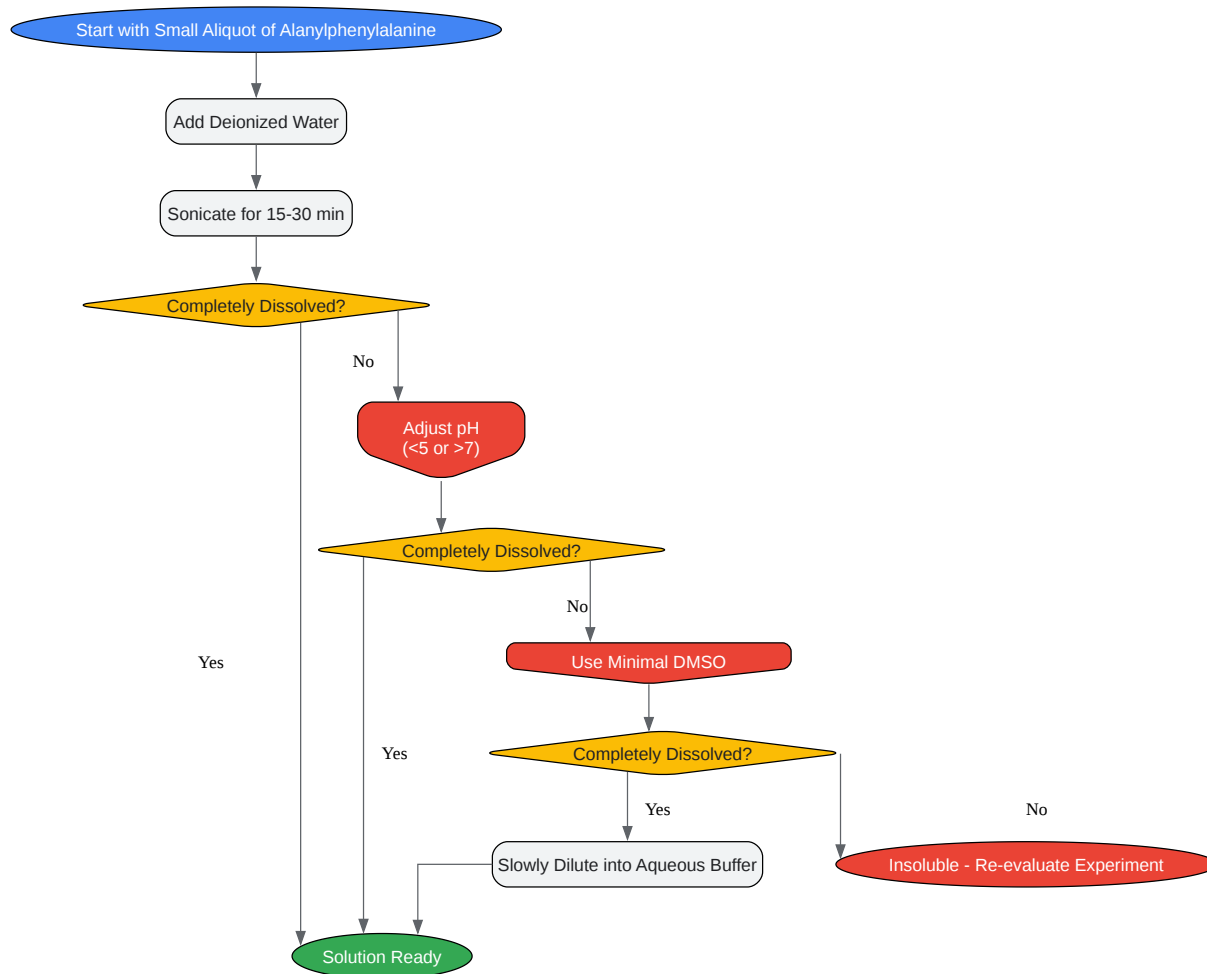 Start with Small Aliquot of Alanylphenylalanine
Add Deionized Water
Sonicate for 15-30 min
Completely Dissolved?
No
Adjust pH
(<5 or >7)
Completely Dissolved?
No
Yes
Use Minimal DMSO
Yes
Completely Dissolved?
Yes
No
Slowly Dilute into Aqueous Buffer
Insoluble - Re-evaluate Experiment
Solution Ready